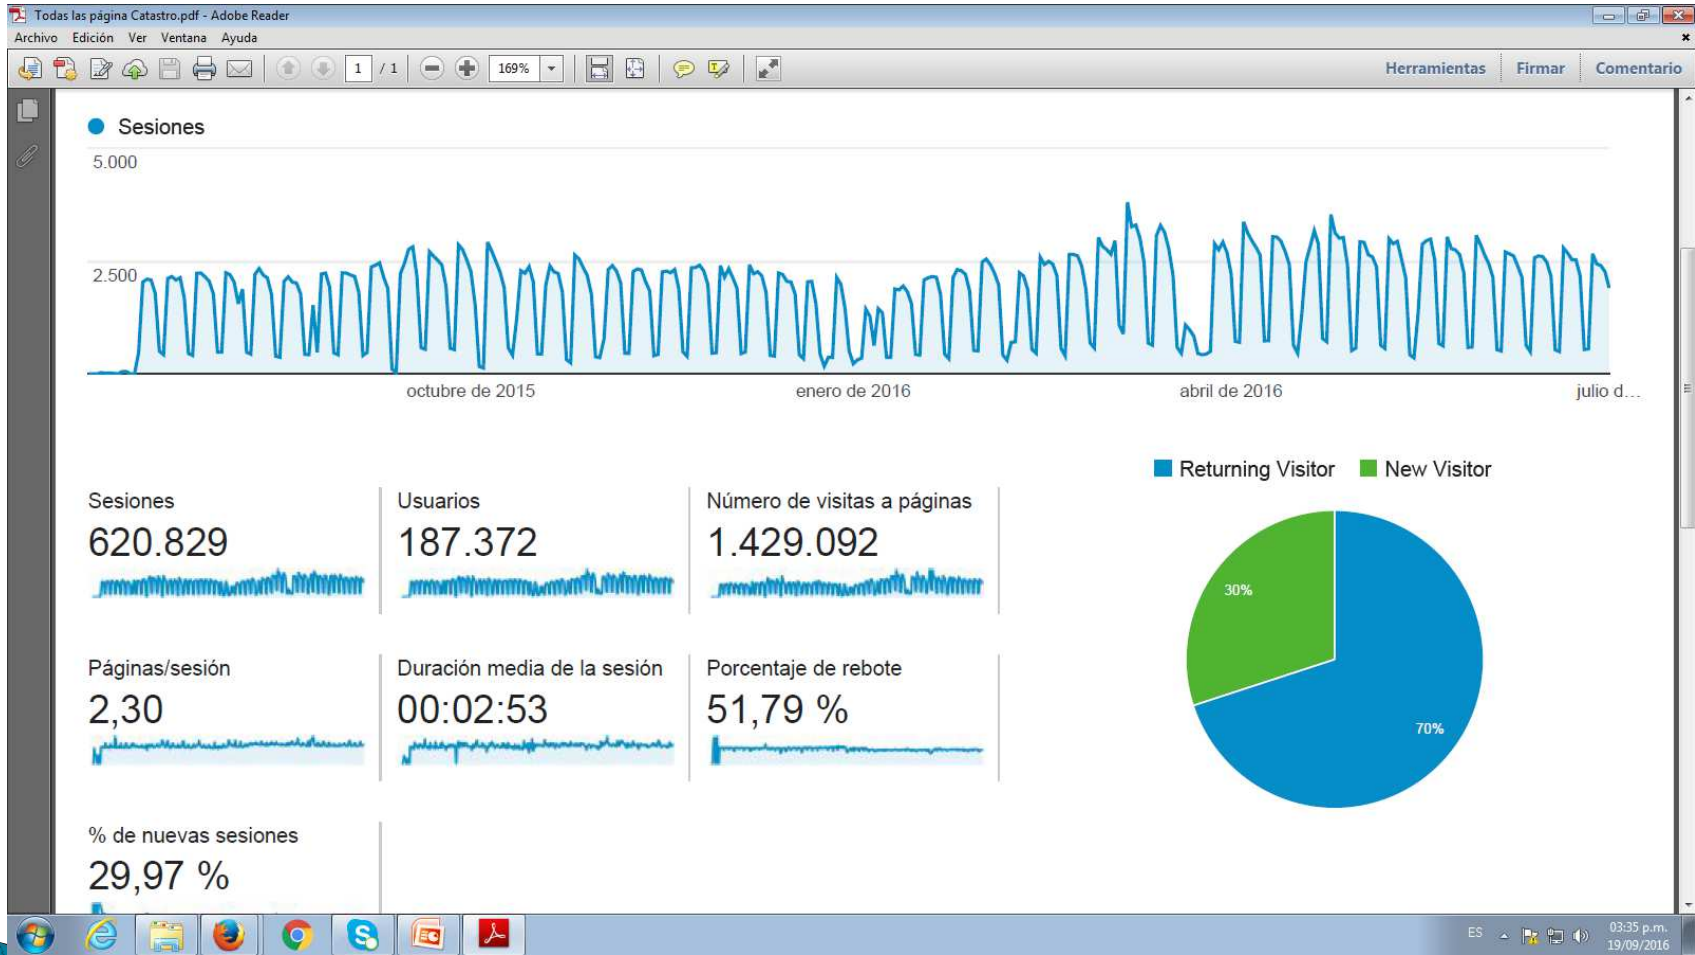 Todas las página Catastro.pdf - Adobe Reader
Archivo Edición Ver Ventana Ayuda
1 / 1 169% Herramientas Firmar Comentario
Sesiones
5.000
2.500
octubre de 2015 enero de 2016 abril de 2016 julio d...
Returning Visitor New Visitor
Sesiones Usuarios Número de visitas a páginas
620.829 187.372 1.429.092
30%
Páginas/sesión Duración media de la sesión Porcentaje de rebote
2,30 00:02:53 51,79 %
70%
% de nuevas sesiones
29,97 %
ES 03:35 p.m.
19/09/2016